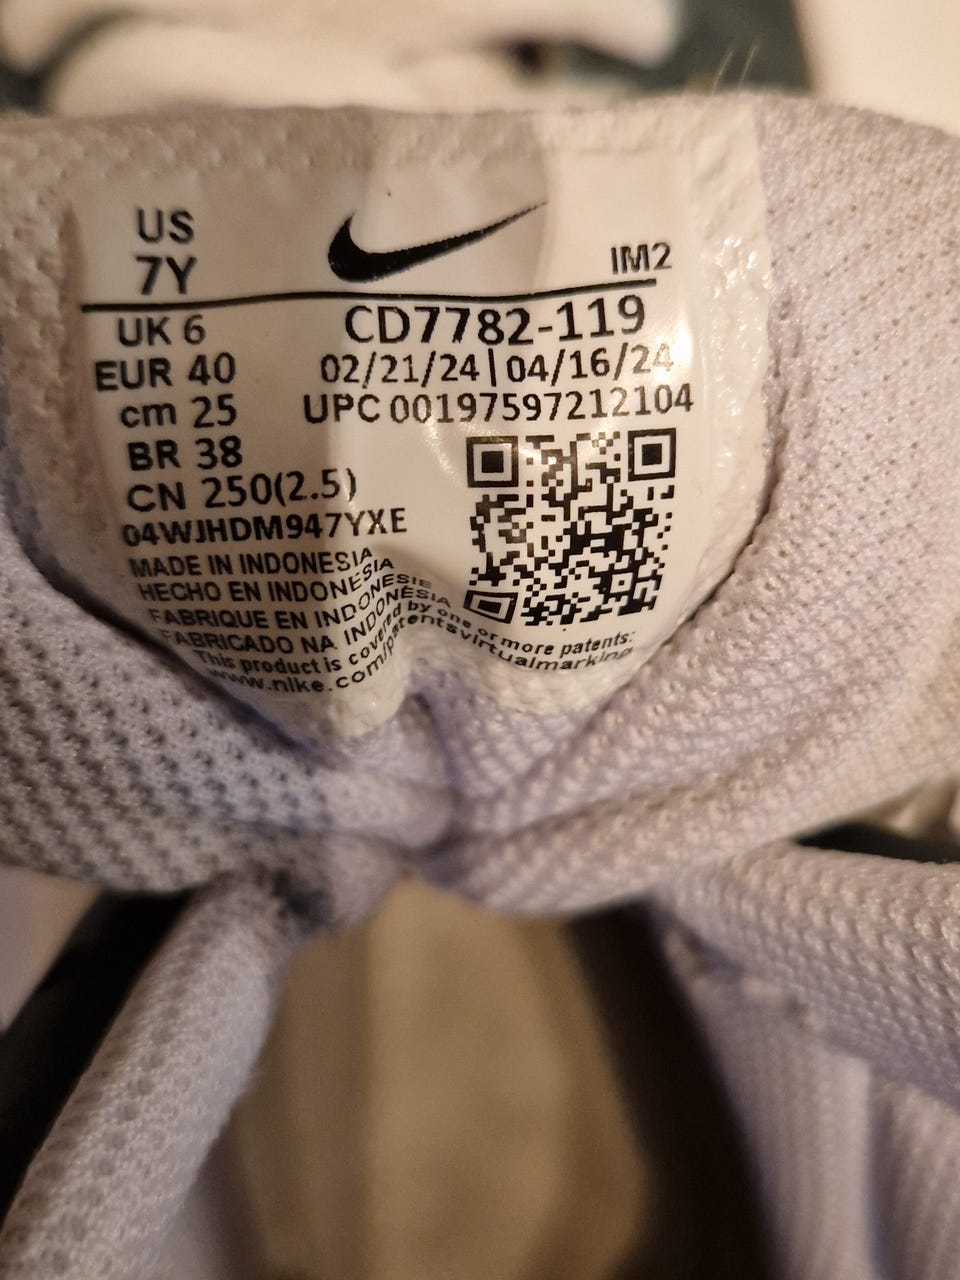 US
7Y
IM2
UK 6
CD7782-119
EUR 40
02/21/24|04/16/24
cm 25
UPC 00197597212104
BR 38
CN 250(2.5)
04WJHDM947YXE
MADE IN INDONESIA
HECHO EN INDONESIA
FABRIQUE EN INDONESIE
FABRICADO NA INDONÉSIA
This product is covered by one or more patents:
www.nike.com/patentsvirtualmarking